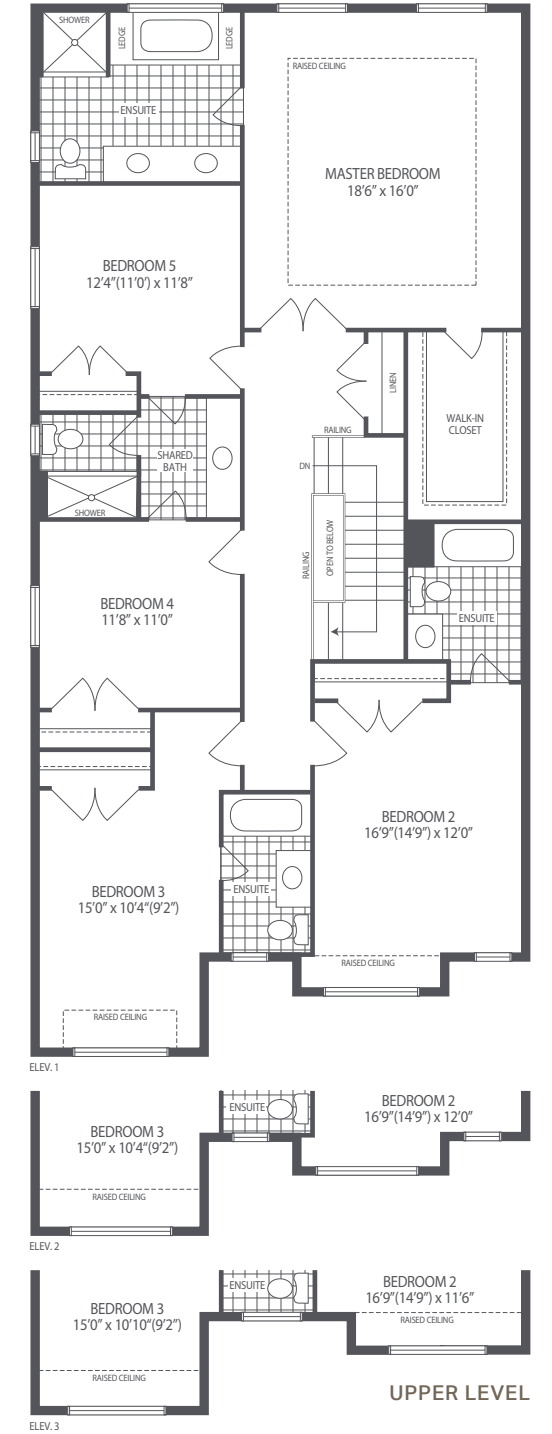 SHOWER
LEDGE
LEDGE
ENSUITE
RAISED CEILING
MASTER BEDROOM
18’6” x 16’0”
BEDROOM 5
12’4”(11’0’) x 11’8”
LINEN
WALK-IN
CLOSET
SHARED
BATH
RAILING
DN
SHOWER
RAILING
OPEN TO BELOW
BEDROOM 4
11’8” x 11’0”
ENSUITE
BEDROOM 2
16’9”(14’9”) x 12’0”
BEDROOM 3
15’0” x 10’4“(9’2”)
ENSUITE
RAISED CEILING
RAISED CEILING
ELEV. 1
ENSUITE
BEDROOM 2
16’9”(14’9”) x 12’0”
BEDROOM 3
15’0” x 10’4“(9’2”)
RAISED CEILING
ELEV. 2
ENSUITE
BEDROOM 2
16’9”(14’9”) x 11’6”
RAISED CEILING
BEDROOM 3
15’0” x 10’10“(9’2”)
RAISED CEILING
UPPER LEVEL
ELEV. 3